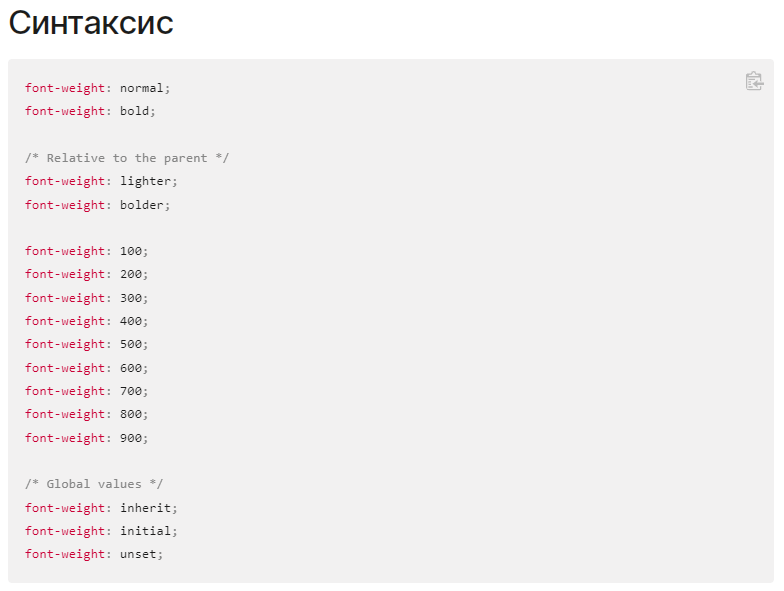 Синтаксис
font-weight: normal;
font-weight: bold;
/* Relative to the parent */
font-weight: lighter;
font-weight: bolder;
font-weight: 100;
font-weight: 200;
font-weight: 300;
font-weight: 400;
font-weight: 500;
font-weight: 600;
font-weight: 700;
font-weight: 800;
font-weight: 900;
/* Global values */
font-weight: inherit;
font-weight: initial;
font-weight: unset;